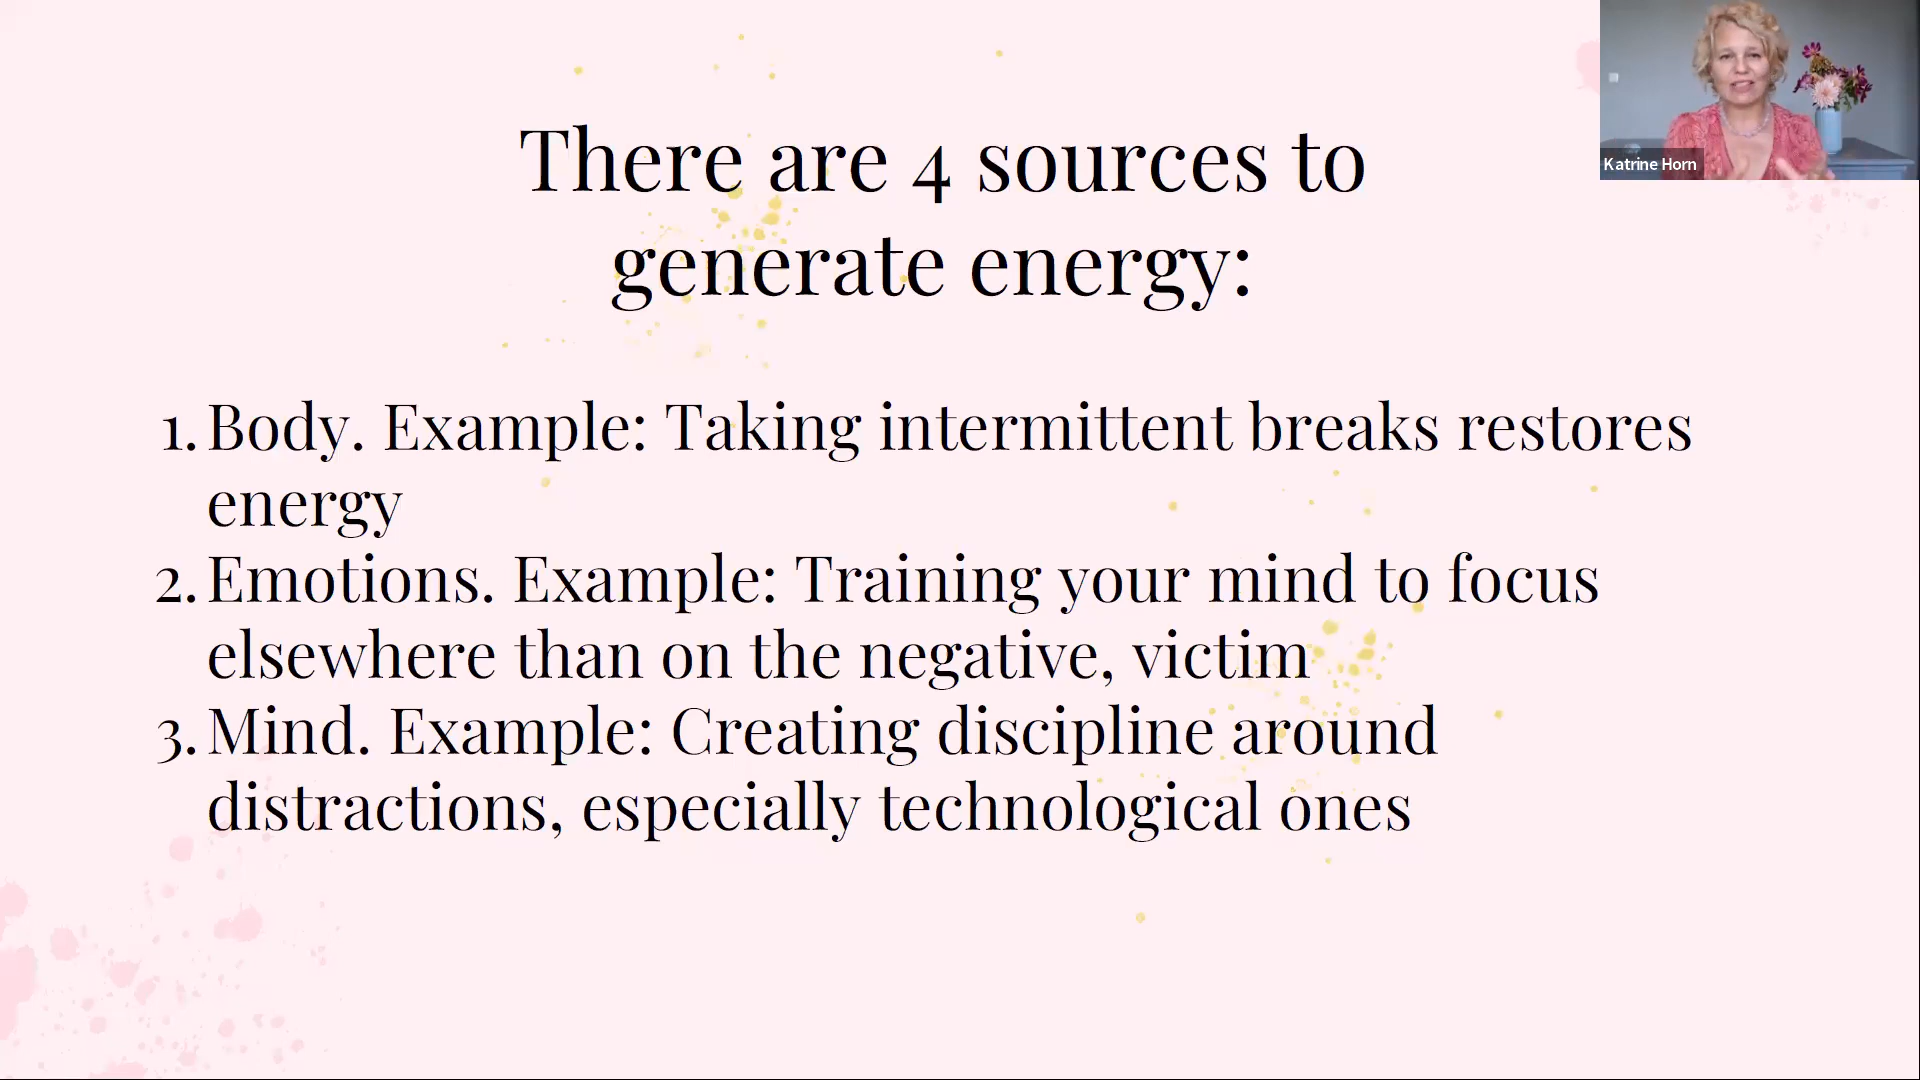 There are 4 sources to
generate energy:
1. Body. Example: Taking intermittent breaks restores
energy
2. Emotions. Example: Training your mind to focus
elsewhere than on the negative, victim
3. Mind. Example: Creating discipline around
distractions, especially technological ones
Katrine Horn